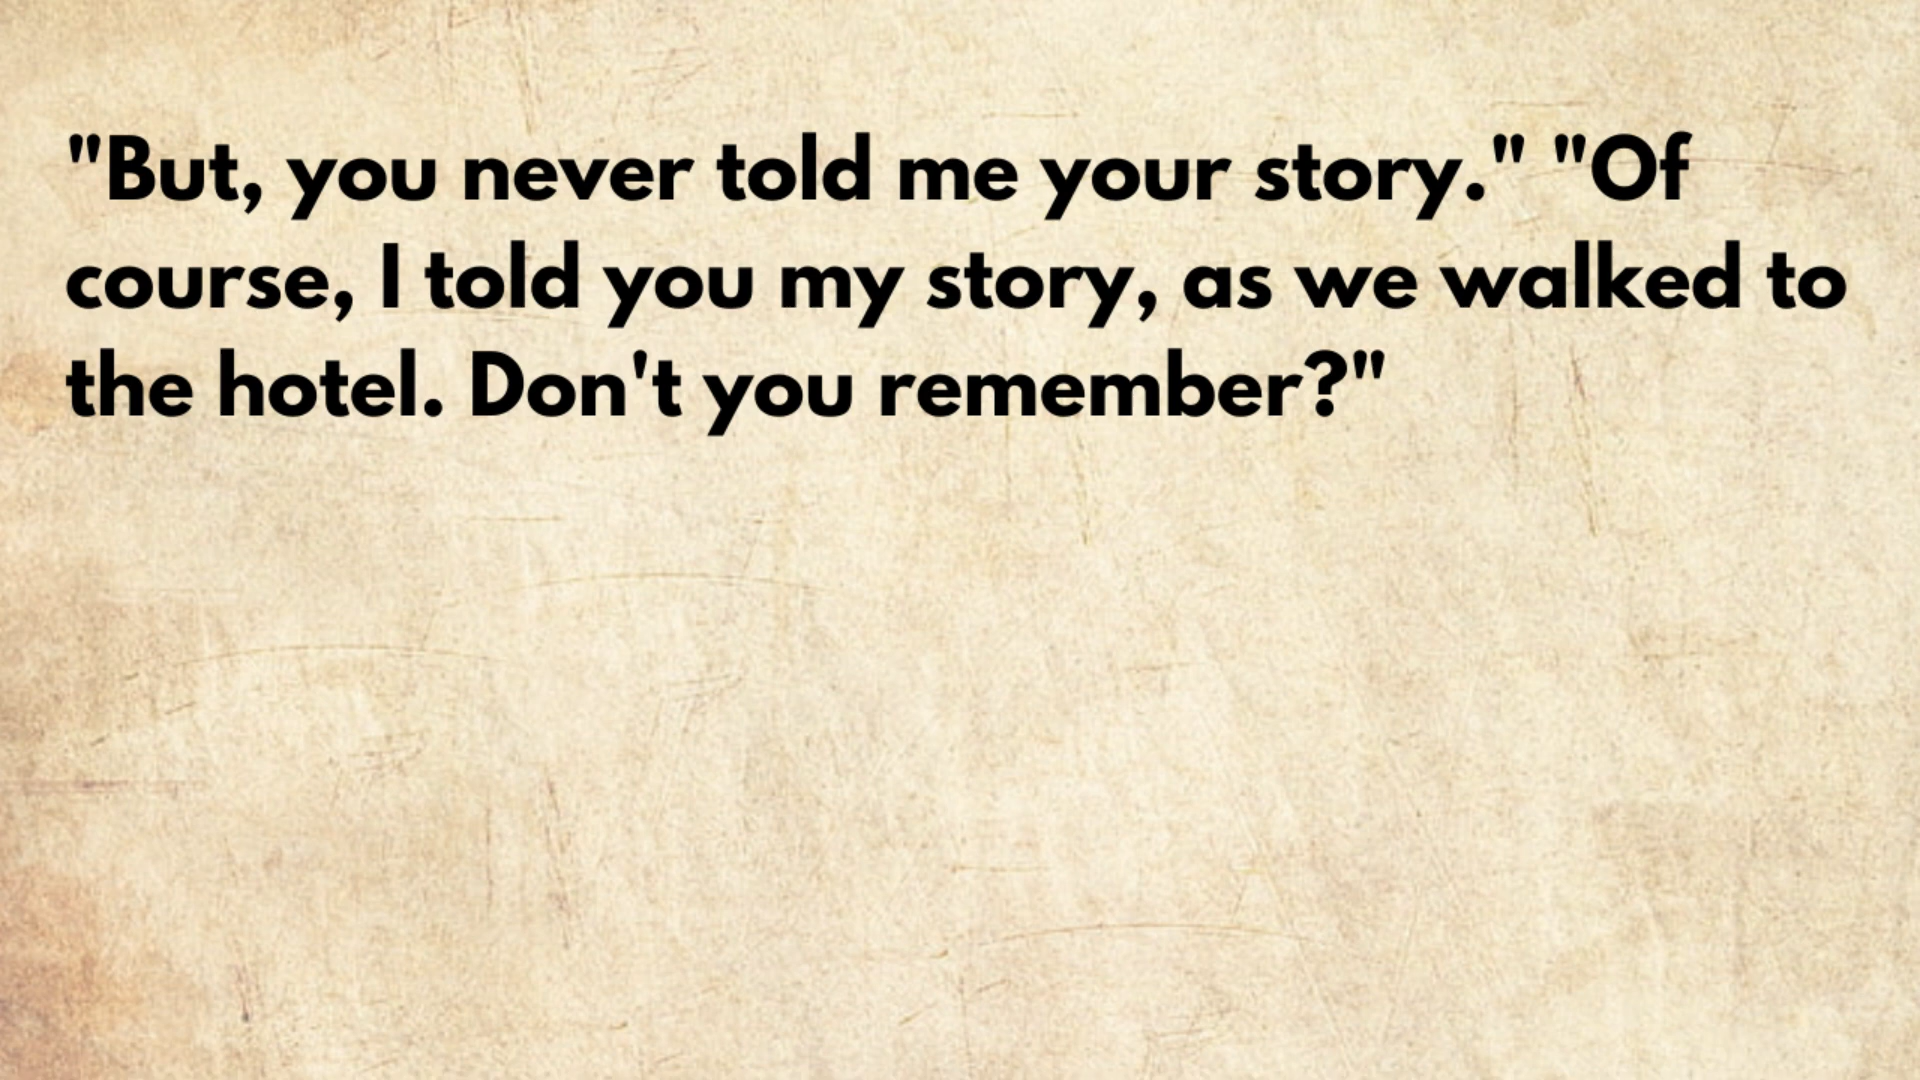 "But, you never told me your story." "Of
course, I told you my story, as we walked to
the hotel. Don't you remember?"